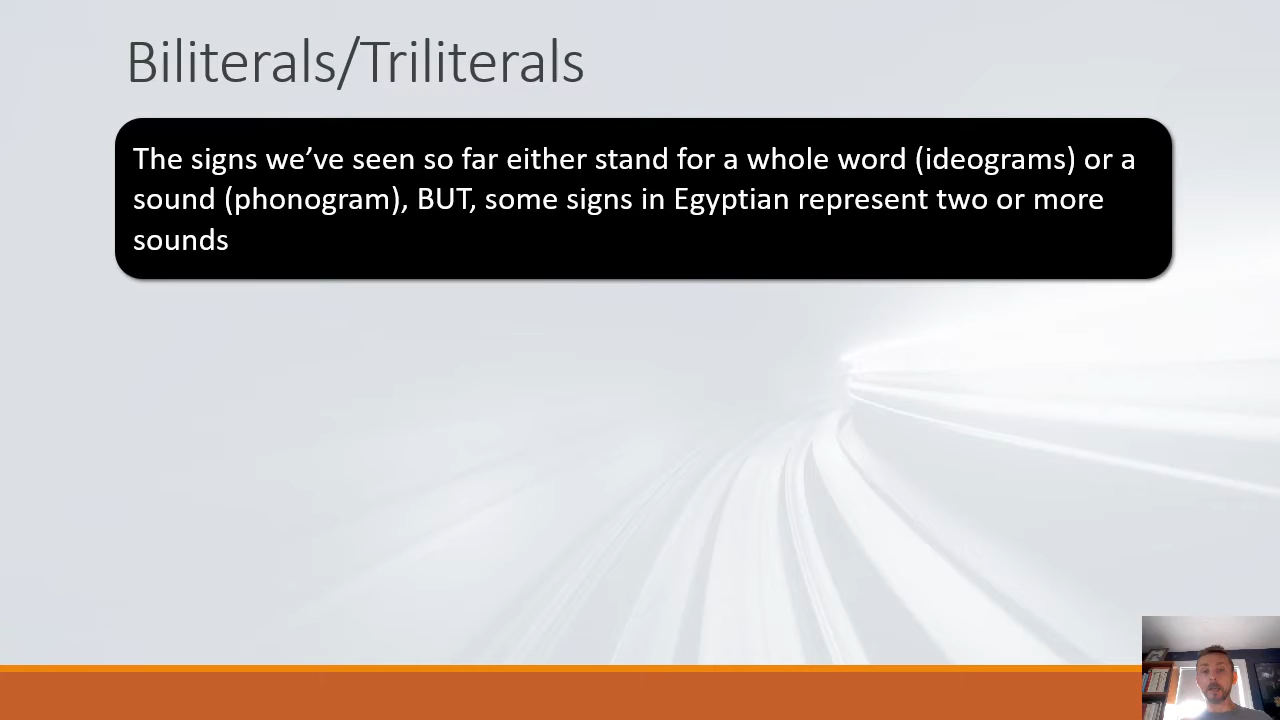 Biliterals/Triliterals
The signs we’ve seen so far either stand for a whole word (ideograms) or a
sound (phonogram), BUT, some signs in Egyptian represent two or more
sounds